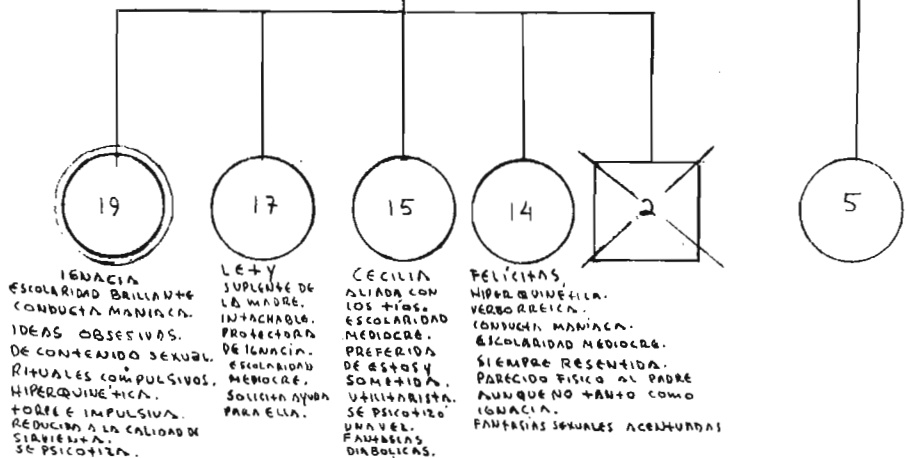 19
17
15
14
2
5
IGNACIA
ESCOLARIDAD BRILLANTE
CONDUCTA MANÍACA.
IDEAS OBSESIVAS.
DE CONTENIDO SEXUAL.
RITUALES COMPULSIVOS.
HIPERQUINÉTICA.
TORPE E IMPULSIVA.
REDUCIDA A LA CALIDAD DE
SIRVIENTA.
SE PSICOTIZA.
LETY
SUPLENTE DE
LA MADRE.
INTACHABLE.
PROTECTORA
DE IGNACIA.
ESCOLARIDAD
MEDIOCRE.
SOLICITA AYUDA
PARA ELLA.
CECILIA
ALIADA CON
LOS TÍOS.
ESCOLARIDAD
MEDIOCRE.
PREFERIDA
DE ESTOS Y
SOMETIDA.
UTILITARISTA.
SE PSICOTIZÓ
UNA VEZ.
FANTASÍAS
DIABÓLICAS.
FELÍCITAS,
HIPERQUINÉTICA.
VERBORREICA.
CONDUCTA MANÍACA.
ESCOLARIDAD MEDIOCRE.
SIEMPRE RESENTIDA.
PARECIDO FÍSICO AL PADRE
AUNQUE NO TANTO COMO
IGNACIA.
FANTASÍAS SEXUALES ACENTUADAS